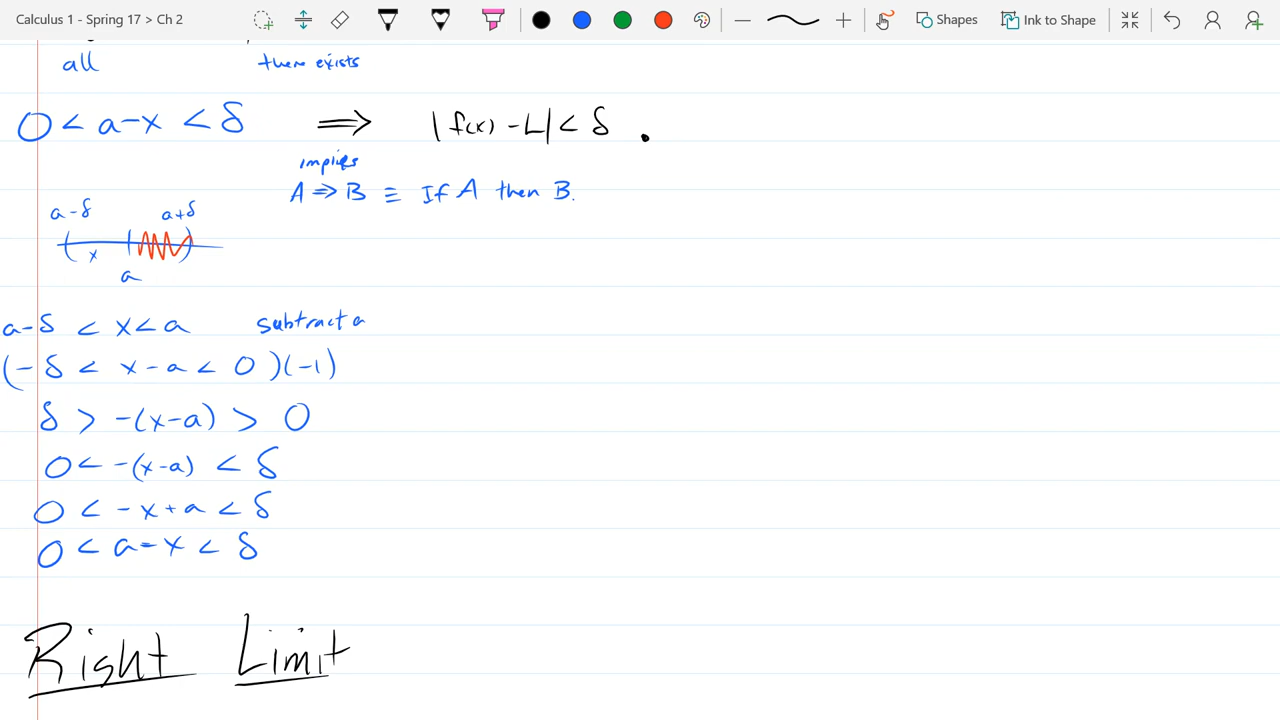 Calculus 1 - Spring 17 > Ch 2
Shapes
Ink to Shape
all there exists
0 < a-x < δ ⟹ |f(x) - L| < δ .
implies
A ⟹ B ≡ If A then B.
a-δ a+δ
x
a
a-δ < x < a subtract a
(-δ < x-a < 0)(-1)
δ > -(x-a) > 0
0 < -(x-a) < δ
0 < -x+a < δ
0 < a-x < δ
Right Limit